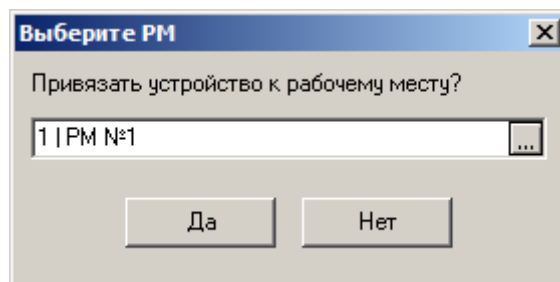 Выберите РМ
Привязать устройство к рабочему месту?
1 | РМ №1
...
Да
Нет